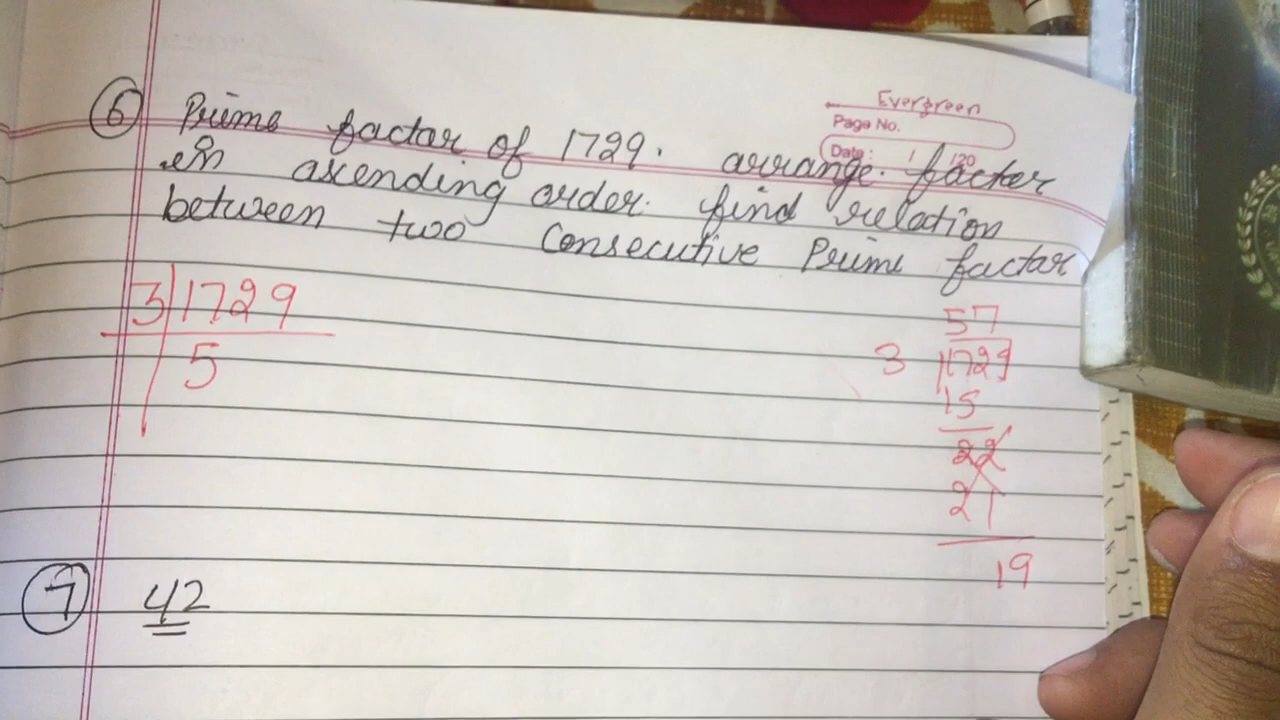 Evergreen
Page No.
Date: / /20
6 Prime factor of 1729. arrange. factor
in ascending order. find relation
between two consecutive Prime factor
3 1729
5
57
3 1729
15
22
21
19
7 42